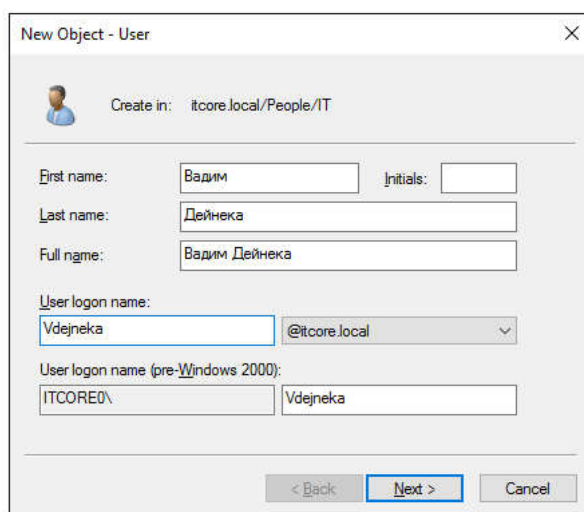 New Object - User
Create in: itcore.local/People/IT
First name: Вадим Initials:
Last name: Дейнека
Full name: Вадим Дейнека
User logon name:
Vdejneka @itcore.local
User logon name (pre-Windows 2000):
ITCORE0\ Vdejneka
< Back Next > Cancel